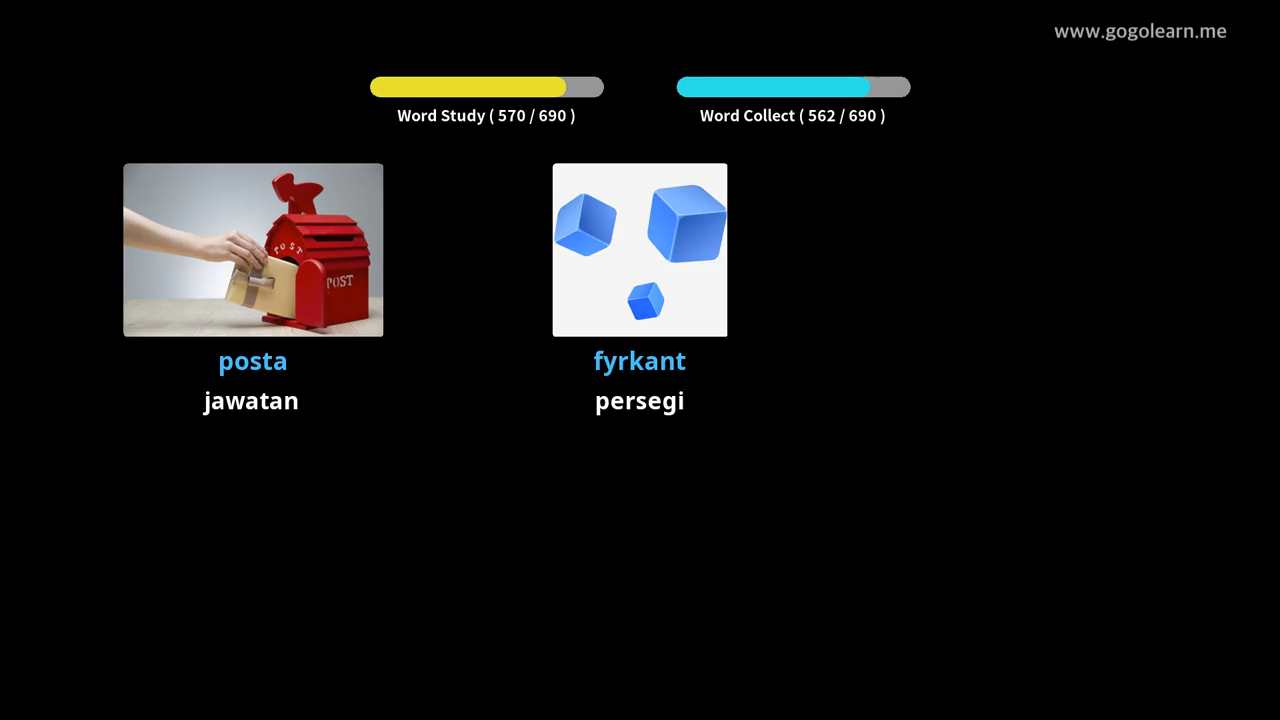 www.gogolearn.me
Word Study ( 570 / 690 )
Word Collect ( 562 / 690 )
POST
POST
posta
jawatan
fyrkant
persegi